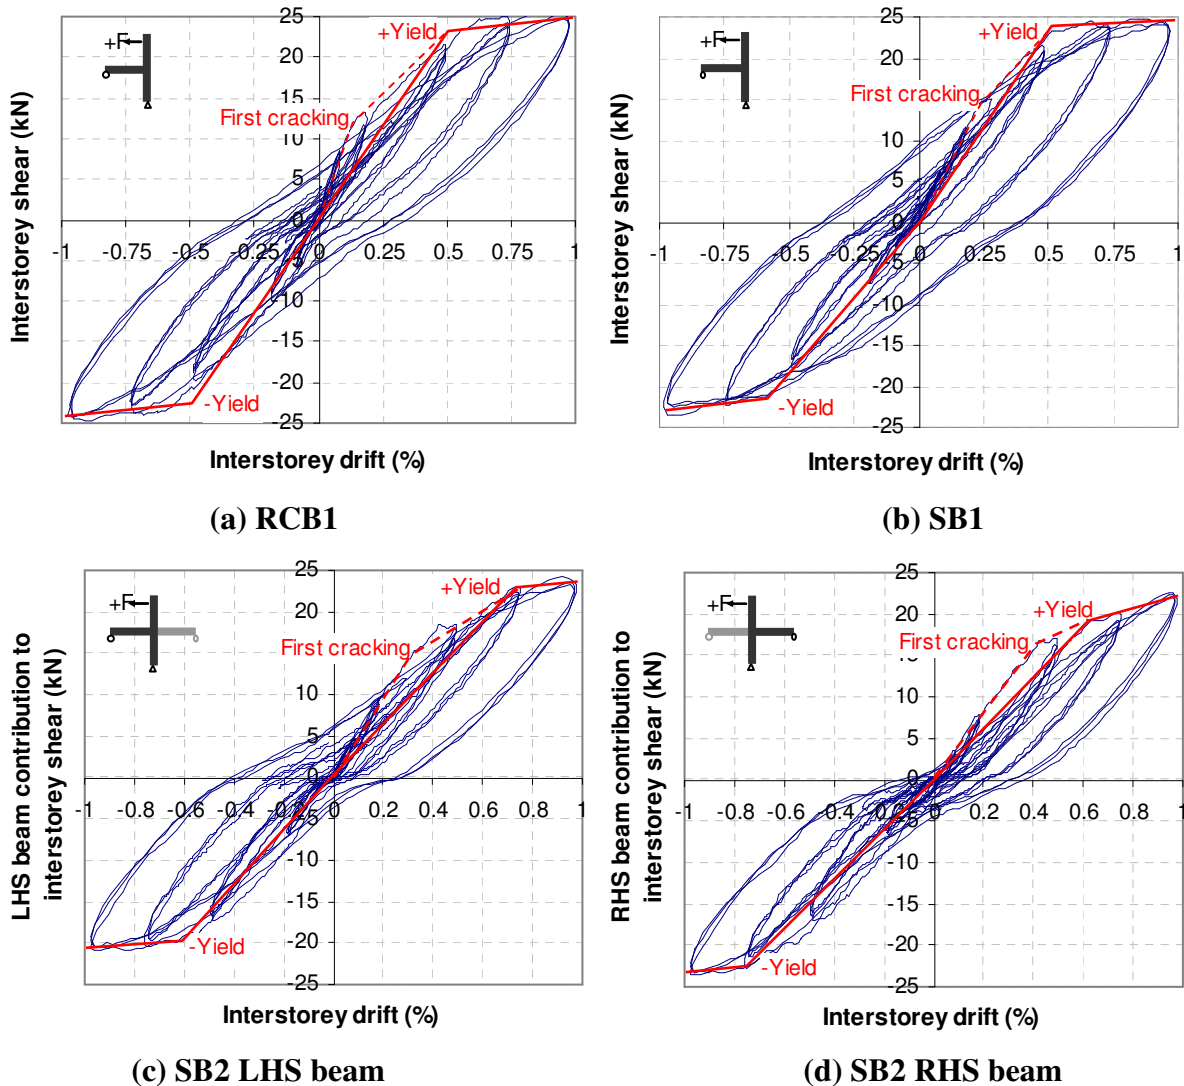 25
20
15
10
5
0
-5
-10
-15
-20
-25
-1 -0.75 -0.5 -0.25 0 0.25 0.5 0.75 1
+F
+Yield
First cracking
-Yield
Interstorey shear (kN)
Interstorey drift (%)
(a) RCB1
25
20
15
10
5
0
-5
-10
-15
-20
-25
-1 -0.75 -0.5 -0.25 0 0.25 0.5 0.75 1
+F
+Yield
First cracking
-Yield
Interstorey shear (kN)
Interstorey drift (%)
(b) SB1
25
20
15
10
5
0
-5
-10
-15
-20
-25
-1 -0.8 -0.6 -0.4 -0.2 0 0.2 0.4 0.6 0.8 1
+F
+Yield
First cracking
-Yield
LHS beam contribution to
interstorey shear (kN)
Interstorey drift (%)
(c) SB2 LHS beam
25
20
15
10
5
0
-5
-10
-15
-20
-25
-1 -0.8 -0.6 -0.4 -0.2 0 0.2 0.4 0.6 0.8 1
+F
+Yield
First cracking
-Yield
RHS beam contribution to
interstorey shear (kN)
Interstorey drift (%)
(d) SB2 RHS beam